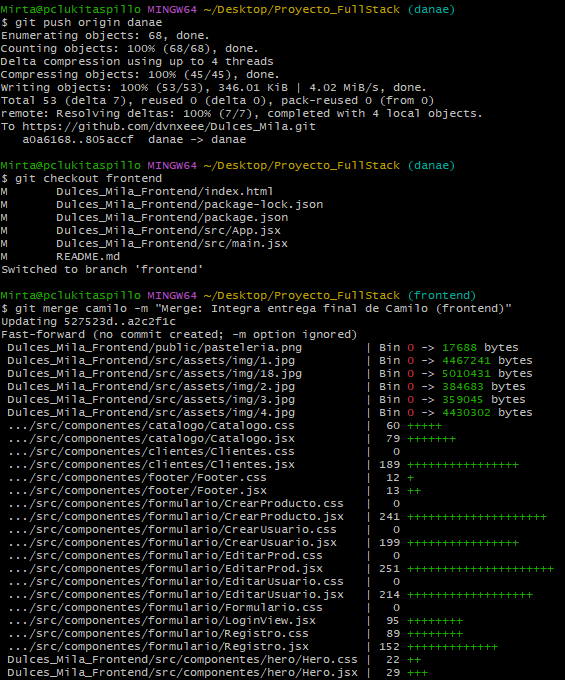 Mirta@pclukitaspillo MINGW64 ~/Desktop/Proyecto_FullStack (danae)
$ git push origin danae
Enumerating objects: 68, done.
Counting objects: 100% (68/68), done.
Delta compression using up to 4 threads
Compressing objects: 100% (45/45), done.
Writing objects: 100% (53/53), 346.01 KiB | 4.02 MiB/s, done.
Total 53 (delta 7), reused 0 (delta 0), pack-reused 0 (from 0)
remote: Resolving deltas: 100% (7/7), completed with 4 local objects.
To https://github.com/dvnxeee/Dulces_Mila.git
   a0a6168..805accf  danae -> danae

Mirta@pclukitaspillo MINGW64 ~/Desktop/Proyecto_FullStack (danae)
$ git checkout frontend
M       Dulces_Mila_Frontend/index.html
M       Dulces_Mila_Frontend/package-lock.json
M       Dulces_Mila_Frontend/package.json
M       Dulces_Mila_Frontend/src/App.jsx
M       Dulces_Mila_Frontend/src/main.jsx
M       README.md
Switched to branch 'frontend'

Mirta@pclukitaspillo MINGW64 ~/Desktop/Proyecto_FullStack (frontend)
$ git merge camilo -m "Merge: Integra entrega final de Camilo (frontend)"
Updating 527523d..a2c2f1c
Fast-forward (no commit created; -m option ignored)
 Dulces_Mila_Frontend/public/pasteleria.png         | Bin 0 -> 17688 bytes
 Dulces_Mila_Frontend/src/assets/img/1.jpg          | Bin 0 -> 4467241 bytes
 Dulces_Mila_Frontend/src/assets/img/18.jpg         | Bin 0 -> 5010431 bytes
 Dulces_Mila_Frontend/src/assets/img/2.jpg          | Bin 0 -> 384683 bytes
 Dulces_Mila_Frontend/src/assets/img/3.jpg          | Bin 0 -> 359045 bytes
 Dulces_Mila_Frontend/src/assets/img/4.jpg          | Bin 0 -> 4430302 bytes
 .../src/componentes/catalogo/Catalogo.css          |  60 +++++
 .../src/componentes/catalogo/Catalogo.jsx          |  79 +++++++
 .../src/componentes/clientes/Clientes.css          |   0
 .../src/componentes/clientes/Clientes.jsx          | 189 ++++++++++++++++
 .../src/componentes/footer/Footer.css              |  12 +
 .../src/componentes/footer/Footer.jsx              |  13 ++
 .../src/componentes/formulario/CrearProducto.css   |   0
 .../src/componentes/formulario/CrearProducto.jsx   | 241 ++++++++++++++++++++
 .../src/componentes/formulario/CrearUsuario.css    |   0
 .../src/componentes/formulario/CrearUsuario.jsx    | 199 ++++++++++++++++
 .../src/componentes/formulario/EditarProd.css      |   0
 .../src/componentes/formulario/EditarProd.jsx      | 251 +++++++++++++++++++++
 .../src/componentes/formulario/EditarUsuario.css   |   0
 .../src/componentes/formulario/EditarUsuario.jsx   | 214 ++++++++++++++++++
 .../src/componentes/formulario/Formulario.css      |   0
 .../src/componentes/formulario/LoginView.jsx       |  95 ++++++++
 .../src/componentes/formulario/Registro.css        |  89 ++++++++
 .../src/componentes/formulario/Registro.jsx        | 152 +++++++++++++
 Dulces_Mila_Frontend/src/componentes/hero/Hero.css |  22 ++
 Dulces_Mila_Frontend/src/componentes/hero/Hero.jsx |  29 +++